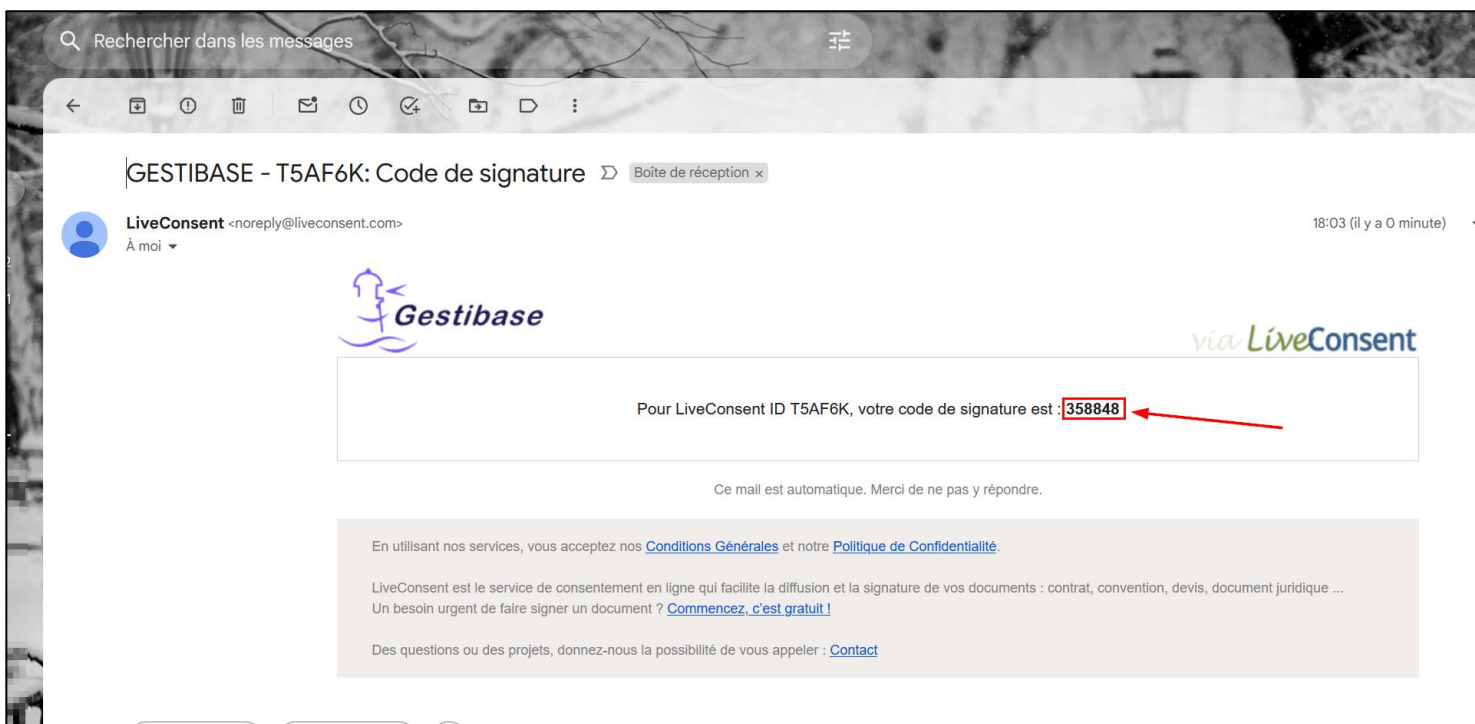 Rechercher dans les messages
GESTIBASE - T5AF6K: Code de signature
Boîte de réception ×
LiveConsent <noreply@liveconsent.com>
18:03 (il y a 0 minute)
À moi
Gestibase
via LiveConsent
Pour LiveConsent ID T5AF6K, votre code de signature est : 358848
Ce mail est automatique. Merci de ne pas y répondre.
En utilisant nos services, vous acceptez nos Conditions Générales et notre Politique de Confidentialité.
LiveConsent est le service de consentement en ligne qui facilite la diffusion et la signature de vos documents : contrat, convention, devis, document juridique ...
Un besoin urgent de faire signer un document ? Commencez, c'est gratuit !
Des questions ou des projets, donnez-nous la possibilité de vous appeler : Contact